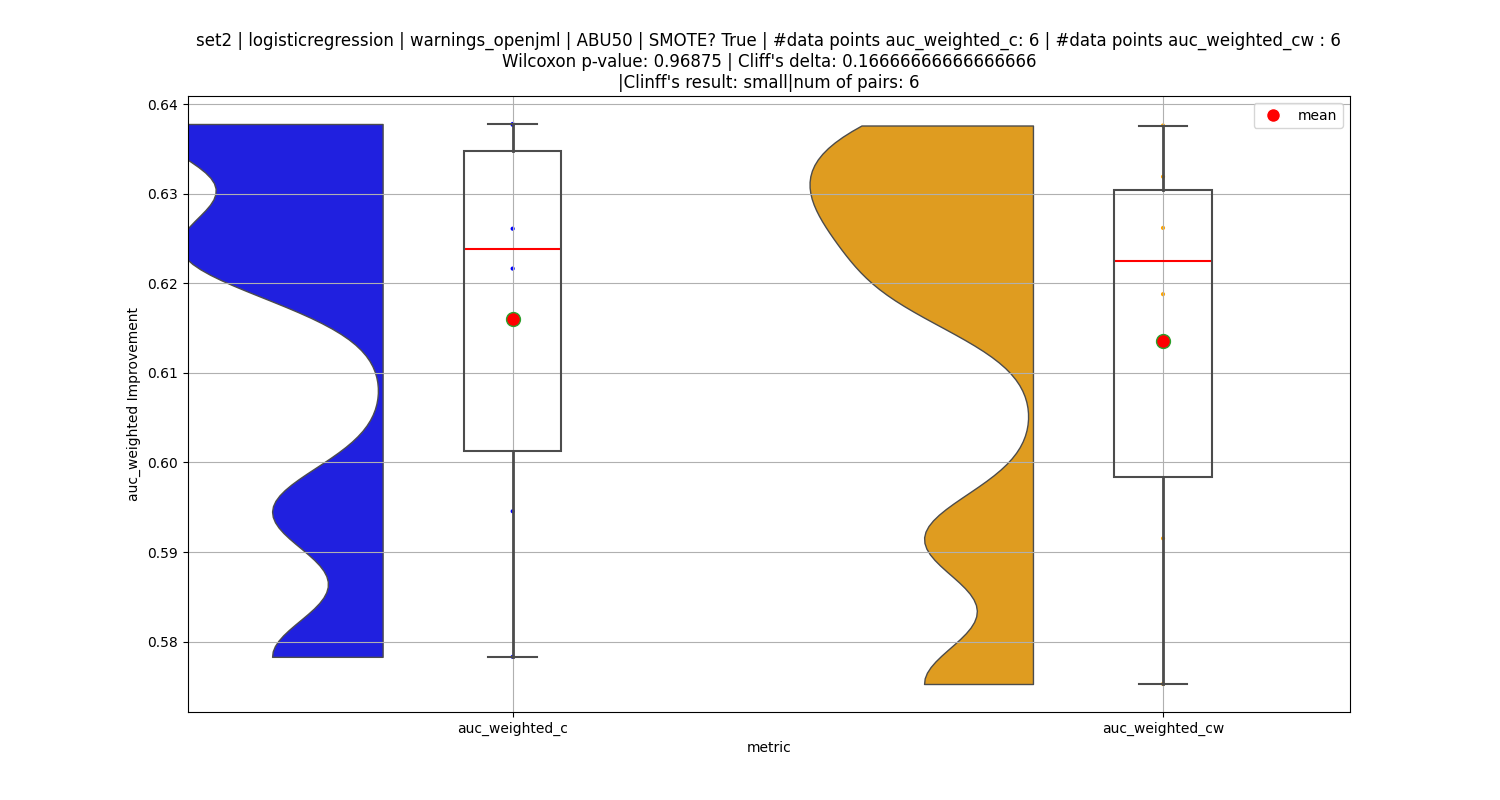 set2 | logisticregression | warnings_openjml | ABU50 | SMOTE? True | #data points auc_weighted_c: 6 | #data points auc_weighted_cw : 6
Wilcoxon p-value: 0.96875 | Cliff's delta: 0.16666666666666666
|Clinff's result: small|num of pairs: 6
mean
0.64
0.63
0.62
0.61
0.60
0.59
0.58
auc_weighted Improvement
auc_weighted_c
auc_weighted_cw
metric